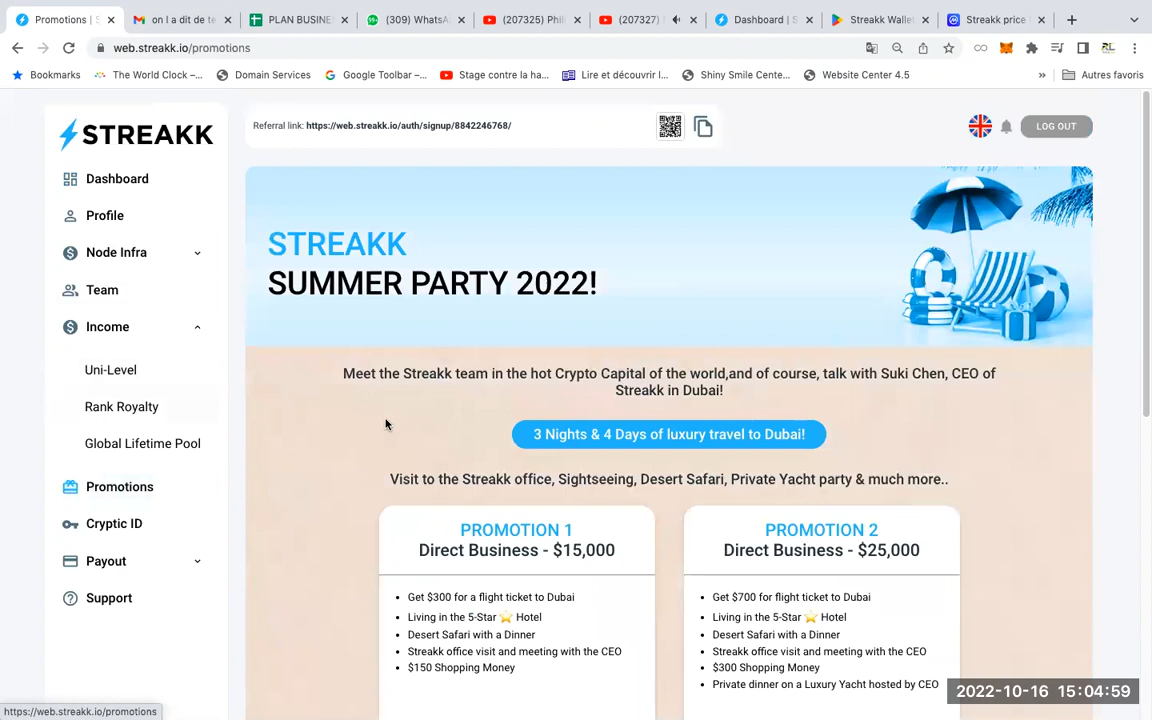 Promotions | S
on l a dit de te
PLAN BUSINE
(309) WhatsA
(207325) Phi
(207327)
Dashboard | S
Streakk Wallet
Streakk price
web.streakk.io/promotions
Bookmarks
The World Clock –...
Domain Services
Google Toolbar –...
Stage contre la ha...
Lire et découvrir l...
Shiny Smile Cente...
Website Center 4.5
»
Autres favoris
STREAKK
Referral link: https://web.streakk.io/auth/signup/8842246768/
LOG OUT
Dashboard
Profile
Node Infra
Team
Income
Uni-Level
Rank Royalty
Global Lifetime Pool
Promotions
Cryptic ID
Payout
Support
STREAKK
SUMMER PARTY 2022!
Meet the Streakk team in the hot Crypto Capital of the world,and of course, talk with Suki Chen, CEO of
Streakk in Dubai!
3 Nights & 4 Days of luxury travel to Dubai!
Visit to the Streakk office, Sightseeing, Desert Safari, Private Yacht party & much more..
PROMOTION 1
Direct Business - $15,000
• Get $300 for a flight ticket to Dubai
• Living in the 5-Star ⭐ Hotel
• Desert Safari with a Dinner
• Streakk office visit and meeting with the CEO
• $150 Shopping Money
PROMOTION 2
Direct Business - $25,000
• Get $700 for flight ticket to Dubai
• Living in the 5-Star ⭐ Hotel
• Desert Safari with a Dinner
• Streakk office visit and meeting with the CEO
• $300 Shopping Money
• Private dinner on a Luxury Yacht hosted by CEO
https://web.streakk.io/promotions
2022-10-16 15:04:59